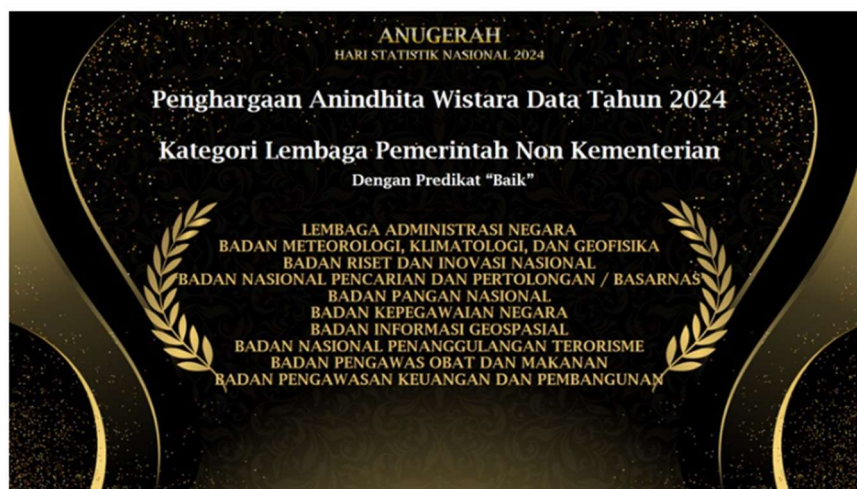 ANUGERAH
HARI STATISTIK NASIONAL 2024
Penghargaan Anindhita Wistara Data Tahun 2024
Kategori Lembaga Pemerintah Non Kementerian
Dengan Predikat “Baik”
LEMBAGA ADMINISTRASI NEGARA
BADAN METEOROLOGI, KLIMATOLOGI, DAN GEOFISIKA
BADAN RISET DAN INOVASI NASIONAL
BADAN NASIONAL PENCARIAN DAN PERTOLONGAN / BASARNAS
BADAN PANGAN NASIONAL
BADAN KEPEGAWAIAN NEGARA
BADAN INFORMASI GEOSPASIAL
BADAN NASIONAL PENANGGULANGAN TERORISME
BADAN PENGAWAS OBAT DAN MAKANAN
BADAN PENGAWASAN KEUANGAN DAN PEMBANGUNAN